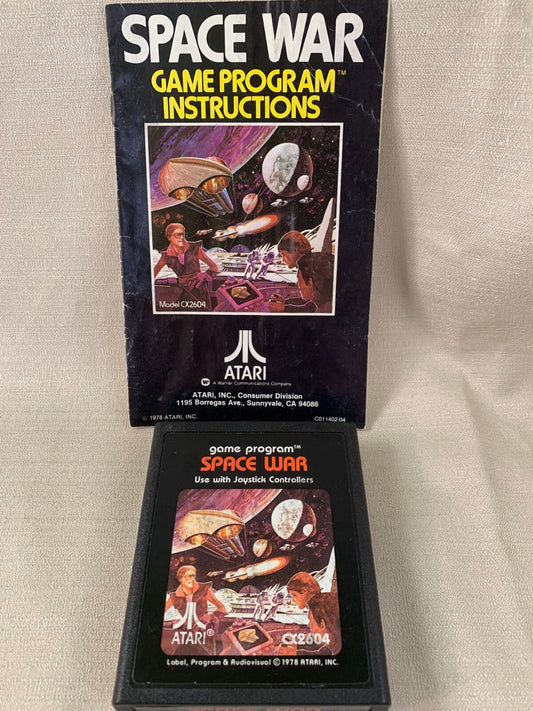 SPACE WAR
GAME PROGRAM™
INSTRUCTIONS
Model CX2604
ATARI
W A Warner Communications Company
ATARI, INC., Consumer Division
1195 Borregas Ave., Sunnyvale, CA 94086
© 1978 ATARI, INC.
C011402-04
game program™
SPACE WAR
Use with Joystick Controllers
ATARI®
CX2604
Label, Program & Audiovisual © 1978 ATARI, INC.